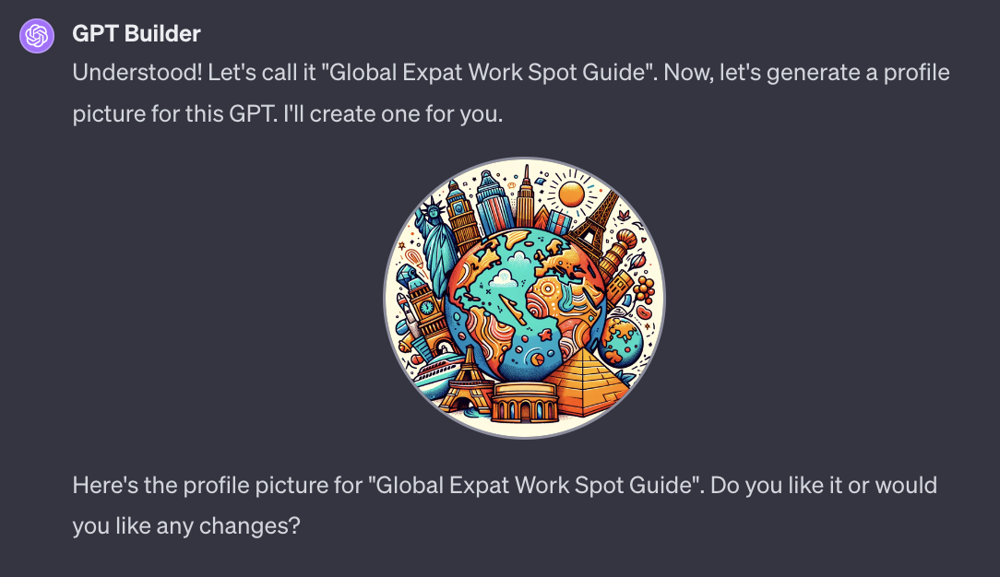 GPT Builder
Understood! Let's call it "Global Expat Work Spot Guide". Now, let's generate a profile
picture for this GPT. I'll create one for you.
Here's the profile picture for "Global Expat Work Spot Guide". Do you like it or would
you like any changes?